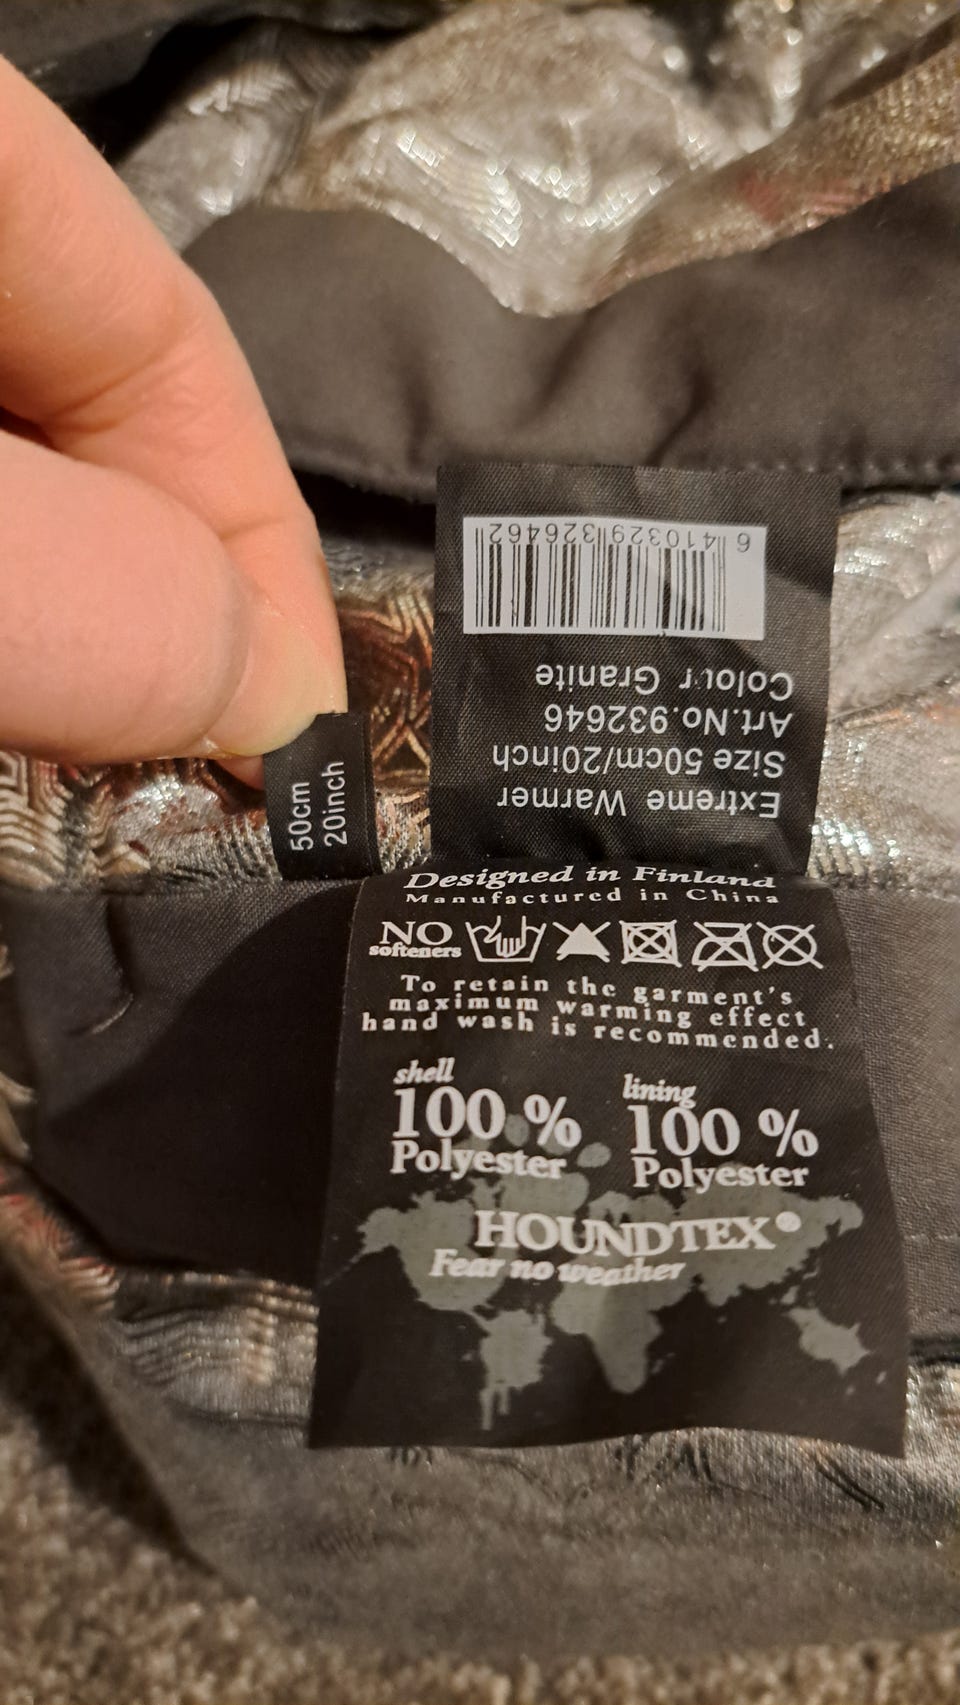 6 410329 326462
Colour Granite
Art.No.932646
Size 50cm/20inch
Extreme Warmer
50cm
20inch
Designed in Finland
Manufactured in China
NO
softeners
To retain the garment's
maximum warming effect
hand wash is recommended.
shell
100 %
Polyester
lining
100 %
Polyester
HOUNDTEX®
Fear no weather